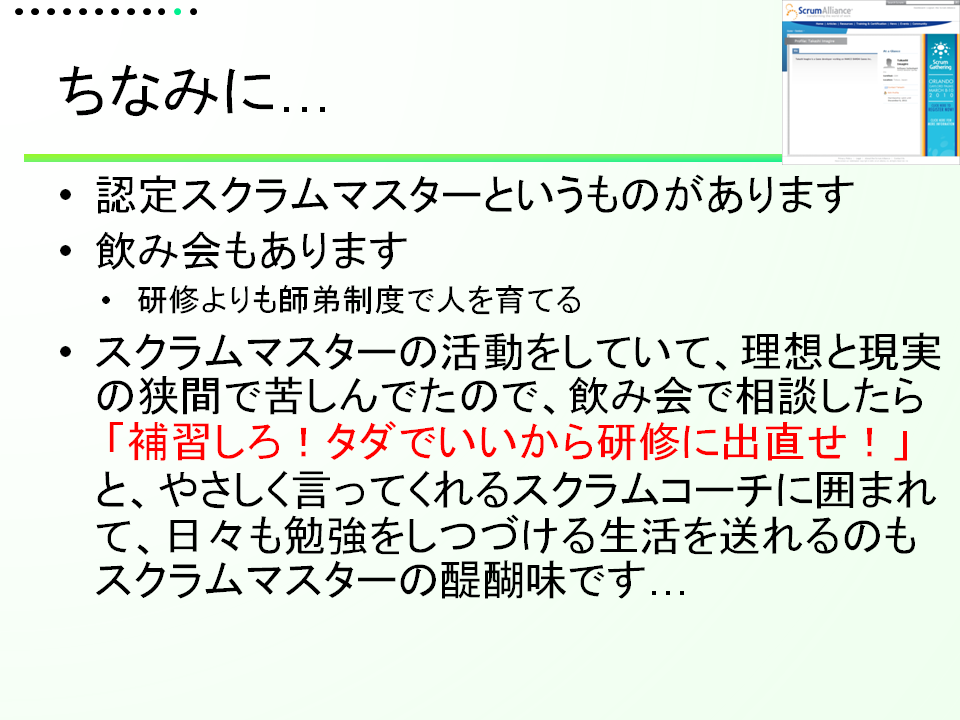 ScrumAlliance
ちなみに…
Scrum
Gathering
ORLANDO
2010
• 認定スクラムマスターというものがあります
• 飲み会もあります
• 研修よりも師弟制度で人を育てる
• スクラムマスターの活動をしていて、理想と現実
の狭間で苦しんでたので、飲み会で相談したら
「補習しろ！タダでいいから研修に出直せ！」
と、やさしく言ってくれるスクラムコーチに囲まれ
て、日々も勉強をしつづける生活を送れるのも
スクラムマスターの醍醐味です…